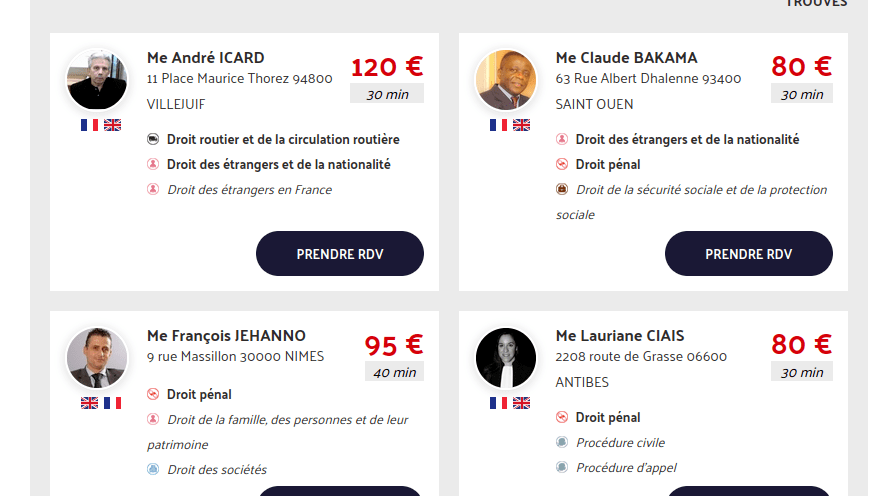 TROUVÉS
Me André ICARD
11 Place Maurice Thorez 94800
VILLEJUIF
120 €
30 min
Droit routier et de la circulation routière
Droit des étrangers et de la nationalité
Droit des étrangers en France
PRENDRE RDV
Me Claude BAKAMA
63 Rue Albert Dhalenne 93400
SAINT OUEN
80 €
30 min
Droit des étrangers et de la nationalité
Droit pénal
Droit de la sécurité sociale et de la protection
sociale
PRENDRE RDV
Me François JEHANNO
9 rue Massillon 30000 NIMES
95 €
40 min
Droit pénal
Droit de la famille, des personnes et de leur
patrimoine
Droit des sociétés
Me Lauriane CIAIS
2208 route de Grasse 06600
ANTIBES
80 €
30 min
Droit pénal
Procédure civile
Procédure d'appel